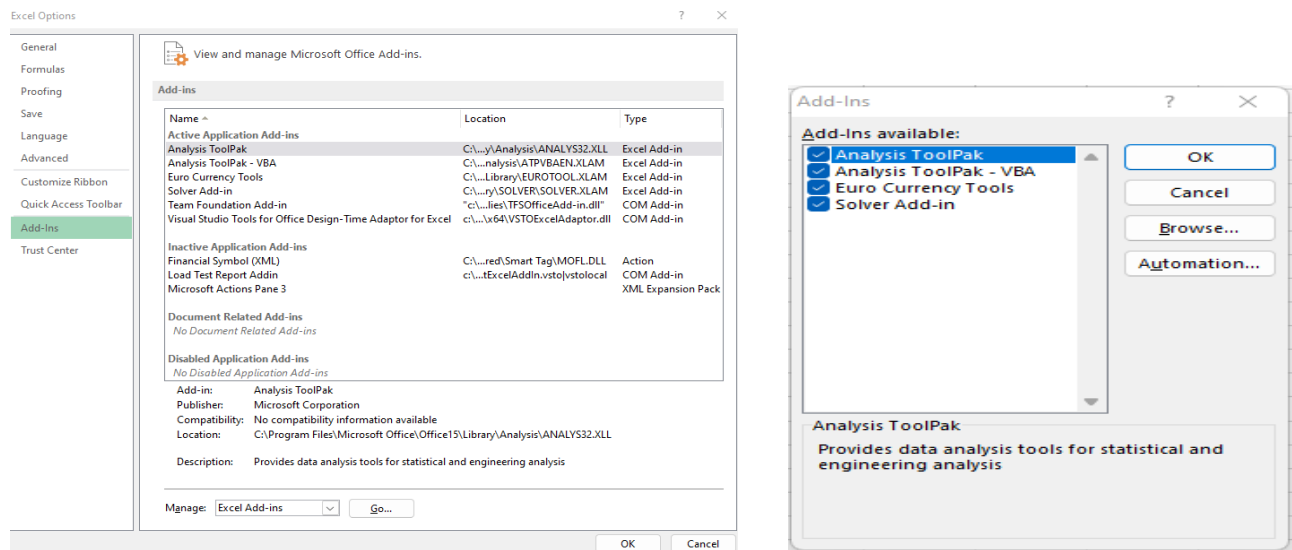 Excel Options ?
General
Formulas
Proofing
Save
Language
Advanced
Customize Ribbon
Quick Access Toolbar
Add-Ins
Trust Center
View and manage Microsoft Office Add-ins.
Add-ins
Name Location Type
Active Application Add-ins
Analysis ToolPak C:\...y\Analysis\ANALYS32.XLL Excel Add-in
Analysis ToolPak - VBA C:\...nalysis\ATPVBAEN.XLAM Excel Add-in
Euro Currency Tools C:\...Library\EUROTOOL.XLAM Excel Add-in
Solver Add-in C:\...ry\SOLVER\SOLVER.XLAM Excel Add-in
Team Foundation Add-in "c:\...lies\TFSOfficeAdd-in.dll" COM Add-in
Visual Studio Tools for Office Design-Time Adaptor for Excel c:\...\x64\VSTOExcelAdaptor.dll COM Add-in
Inactive Application Add-ins
Financial Symbol (XML) C:\...red\Smart Tag\MOFL.DLL Action
Load Test Report Addin c:\...tExcelAddIn.vsto|vstolocal COM Add-in
Microsoft Actions Pane 3 XML Expansion Pack
Document Related Add-ins
No Document Related Add-ins
Disabled Application Add-ins
No Disabled Application Add-ins
Add-in: Analysis ToolPak
Publisher: Microsoft Corporation
Compatibility: No compatibility information available
Location: C:\Program Files\Microsoft Office\Office15\Library\Analysis\ANALYS32.XLL
Description: Provides data analysis tools for statistical and engineering analysis
Manage: Excel Add-ins Go...
OK Cancel
Add-Ins ?
Add-Ins available:
Analysis ToolPak
Analysis ToolPak - VBA
Euro Currency Tools
Solver Add-in
OK
Cancel
Browse...
Automation...
Analysis ToolPak
Provides data analysis tools for statistical and
engineering analysis